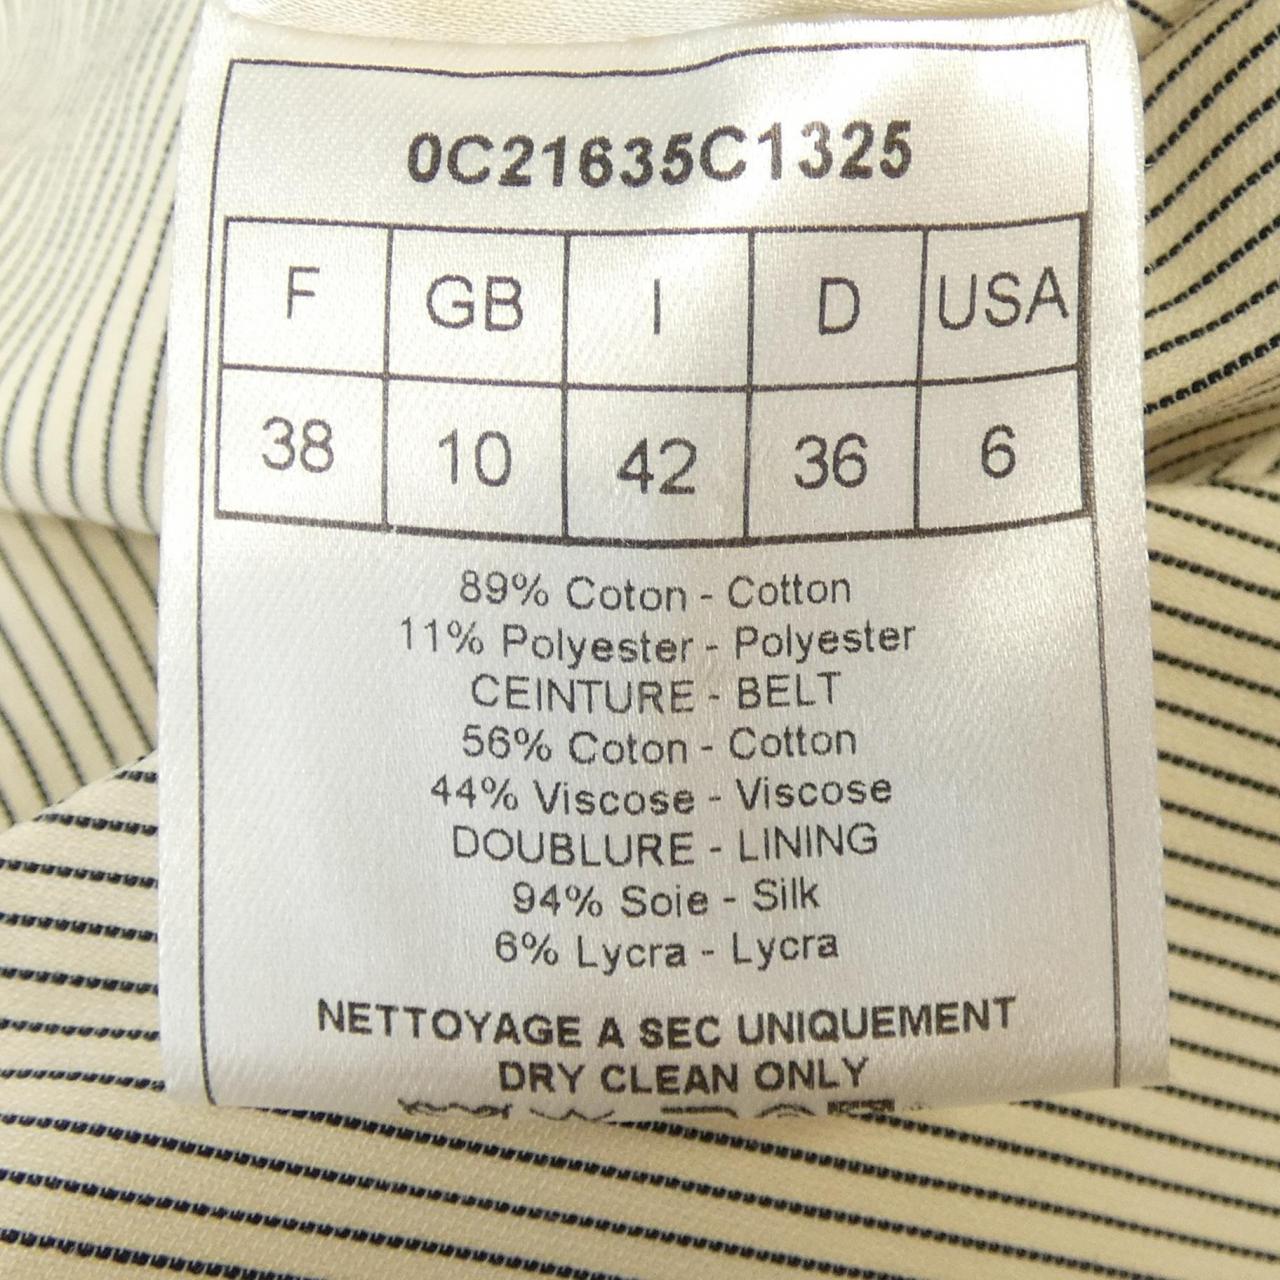 0C21635C1325
F GB I D USA
38 10 42 36 6
89% Coton - Cotton
11% Polyester - Polyester
CEINTURE - BELT
56% Coton - Cotton
44% Viscose - Viscose
DOUBLURE - LINING
94% Soie - Silk
6% Lycra - Lycra
NETTOYAGE A SEC UNIQUEMENT
DRY CLEAN ONLY